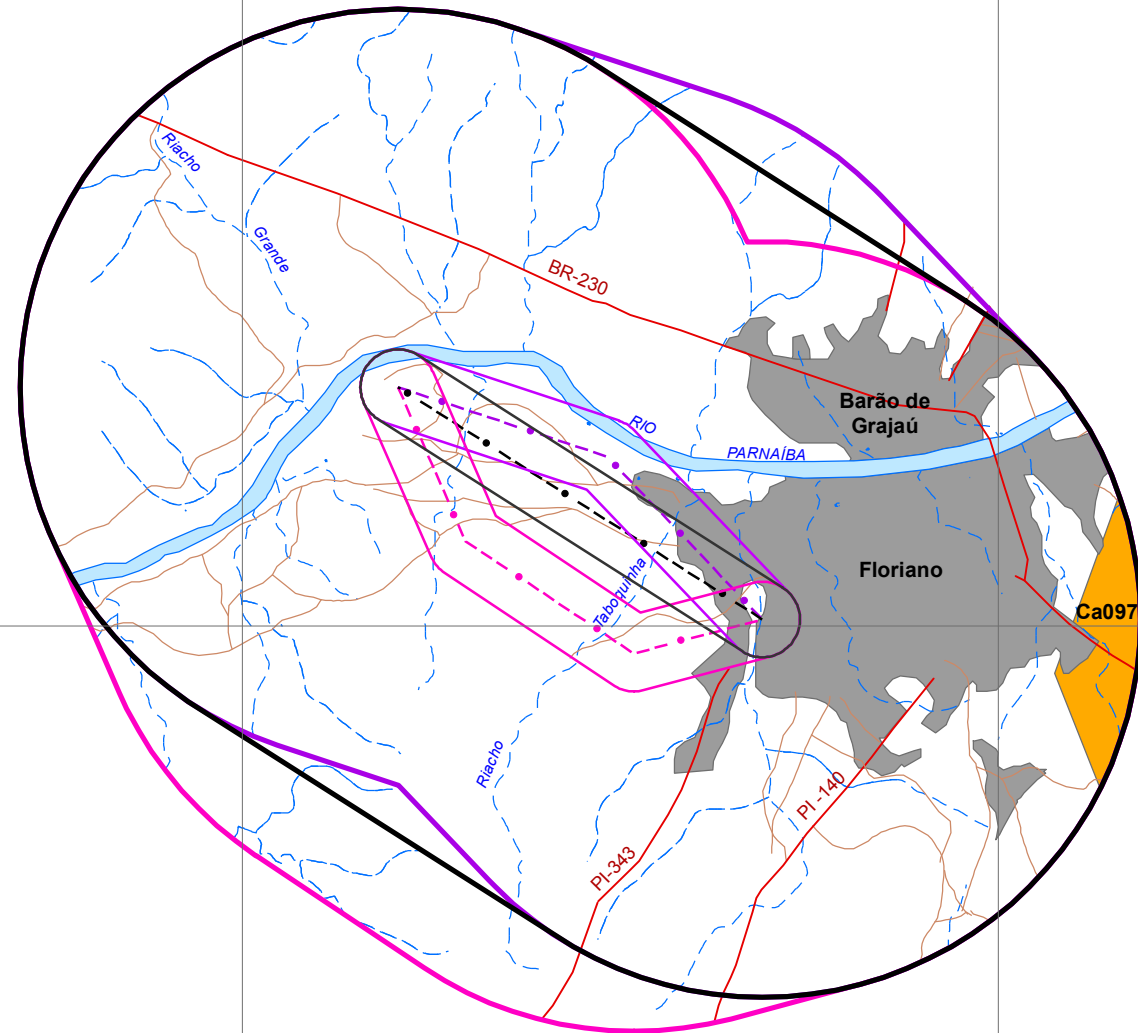 Riacho
Grande
BR-230
Barão de
Grajaú
RIO
PARNAÍBA
Floriano
Taboquinha
Ca097
Riacho
PI -140
PI-343